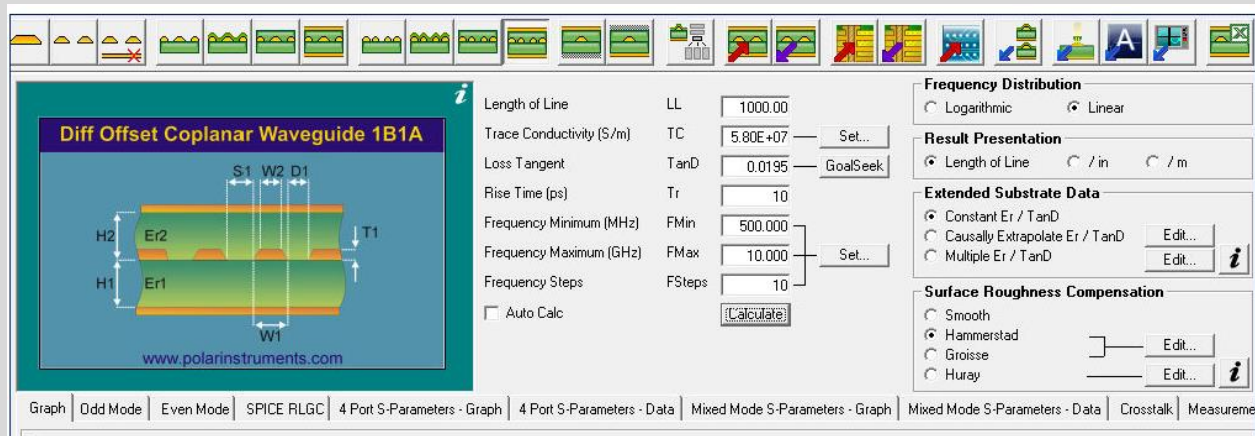 A
i
Diff Offset Coplanar Waveguide 1B1A
S1 W2 D1
H2 Er2 T1
H1 Er1
W1
www.polarinstruments.com
Length of Line LL 1000.00
Trace Conductivity (S/m) TC 5.80E+07 Set...
Loss Tangent TanD 0.0195 GoalSeek
Rise Time (ps) Tr 10
Frequency Minimum (MHz) FMin 500.000
Frequency Maximum (GHz) FMax 10.000 Set...
Frequency Steps FSteps 10
Auto Calc Calculate
Frequency Distribution
Logarithmic Linear
Result Presentation
Length of Line / in / m
Extended Substrate Data
Constant Er / TanD
Causally Extrapolate Er / TanD Edit...
Multiple Er / TanD Edit... i
Surface Roughness Compensation
Smooth
Hammerstad
Groisse Edit...
Huray Edit... i
Graph Odd Mode Even Mode SPICE RLGC 4 Port S-Parameters - Graph 4 Port S-Parameters - Data Mixed Mode S-Parameters - Graph Mixed Mode S-Parameters - Data Crosstalk Measureme